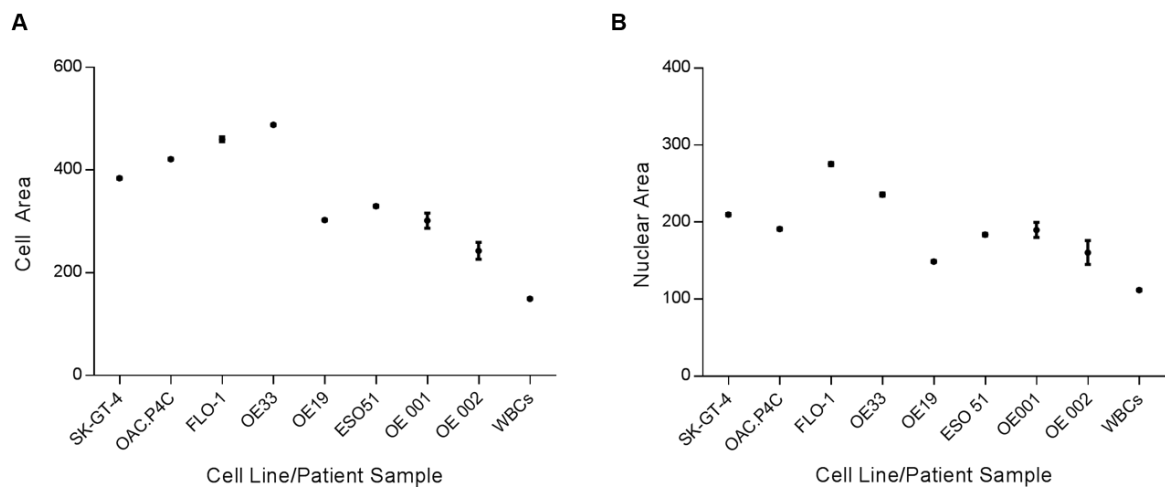 A
600
400
200
0
Cell Area
SK-GT-4
OAC.P4C
FLO-1
OE33
OE19
ESO51
OE 001
OE 002
WBCs
Cell Line/Patient Sample
B
400
300
200
100
0
Nuclear Area
SK-GT-4
OAC.P4C
FLO-1
OE33
OE19
ESO 51
OE001
OE 002
WBCs
Cell Line/Patient Sample